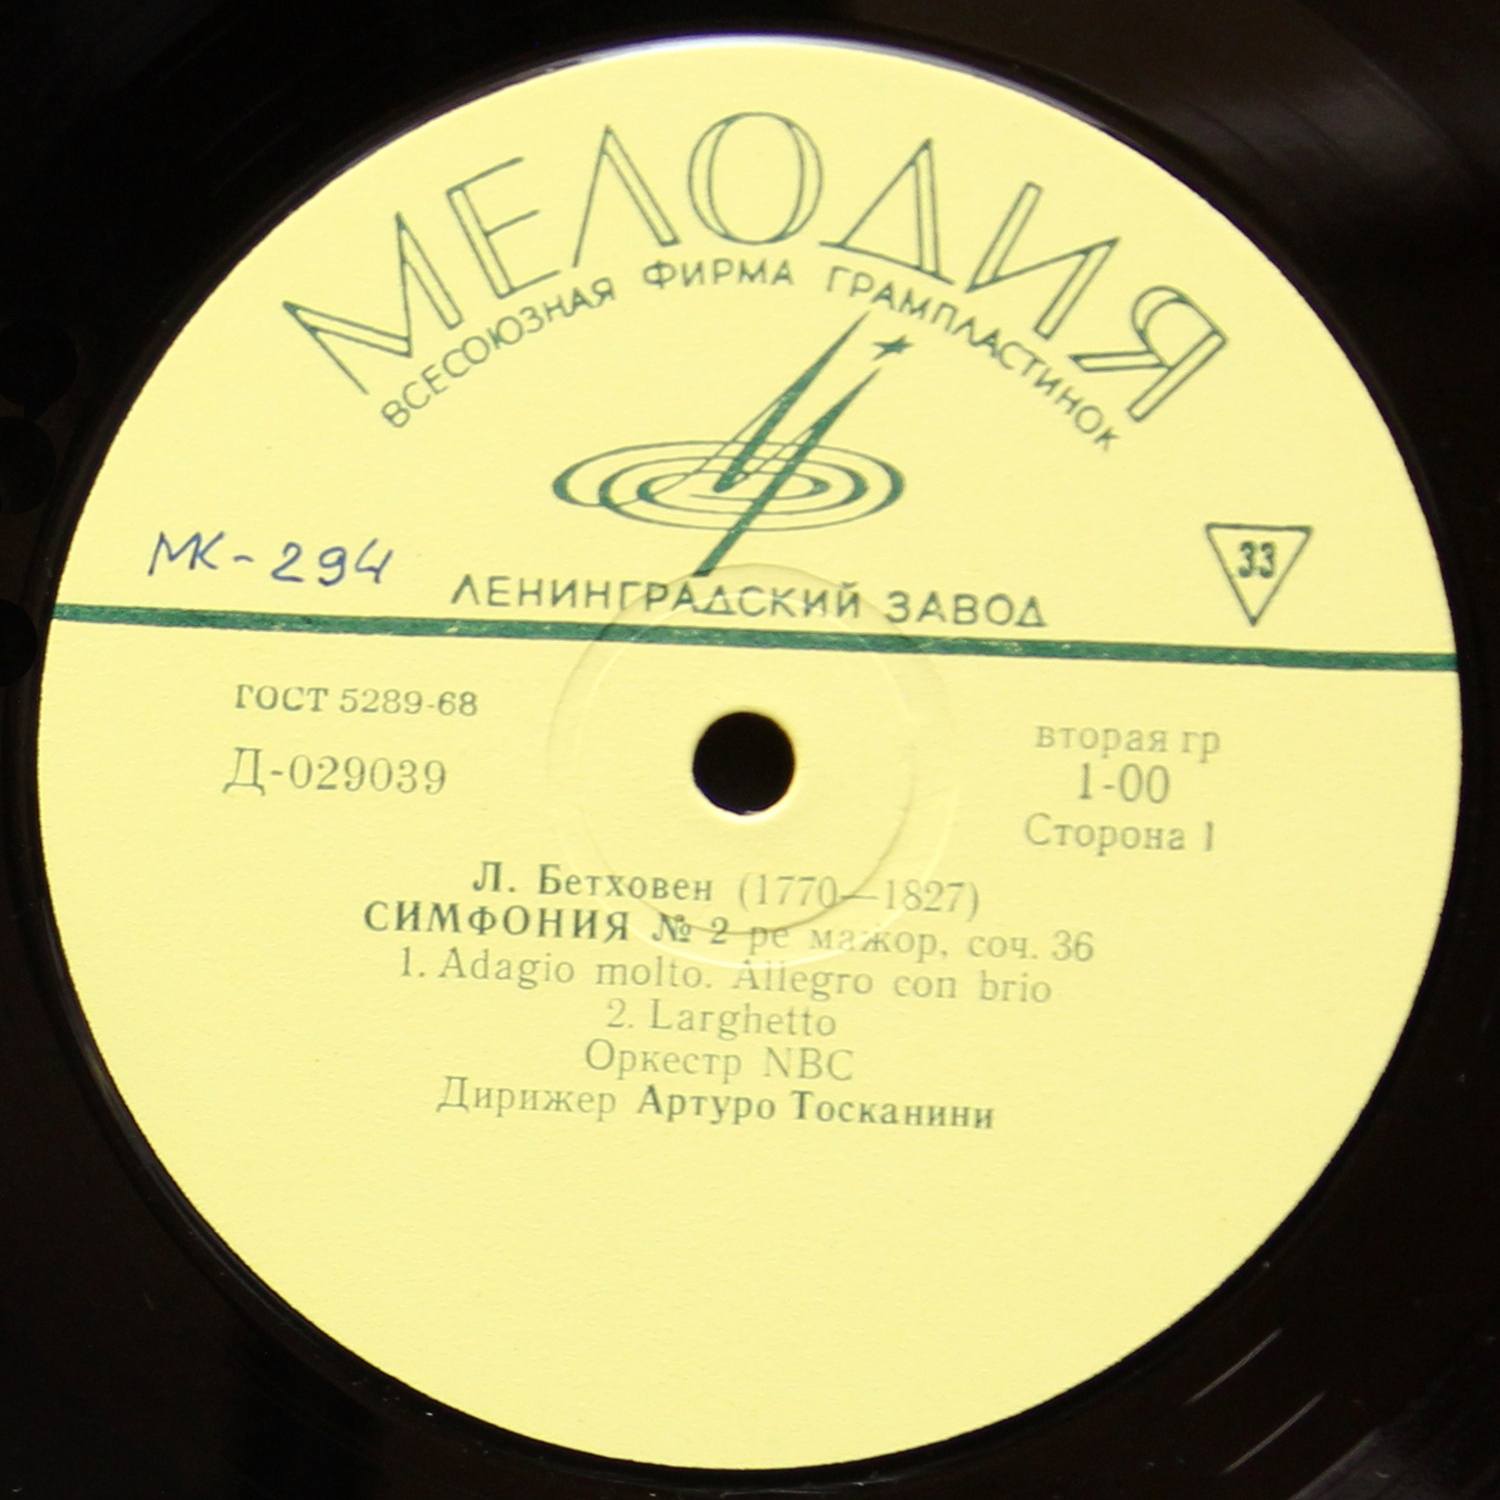 МЕЛОДИЯ
ВСЕСОЮЗНАЯ ФИРМА ГРАМПЛАСТИНОК
МК-294
ЛЕНИНГРАДСКИЙ ЗАВОД
33
ГОСТ 5289-68
Д-029039
вторая гр
1-00
Сторона 1
Л. Бетховен (1770—1827)
СИМФОНИЯ № 2 ре мажор, соч. 36
1. Adagio molto. Allegro con brio
2. Larghetto
Оркестр NBC
Дирижер Артуро Тосканини